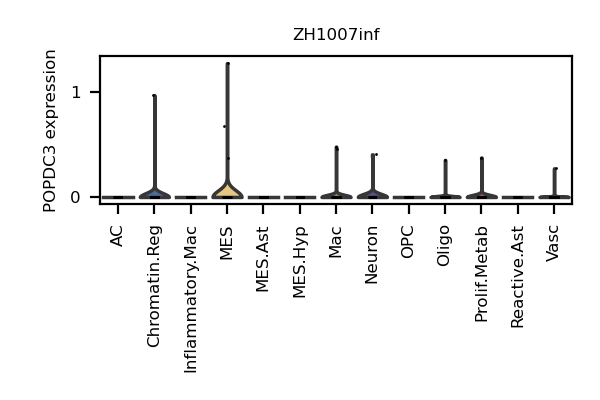 ZH1007inf
POPDC3 expression
1
0
AC
Chromatin.Reg
Inflammatory.Mac
MES
MES.Ast
MES.Hyp
Mac
Neuron
OPC
Oligo
Prolif.Metab
Reactive.Ast
Vasc